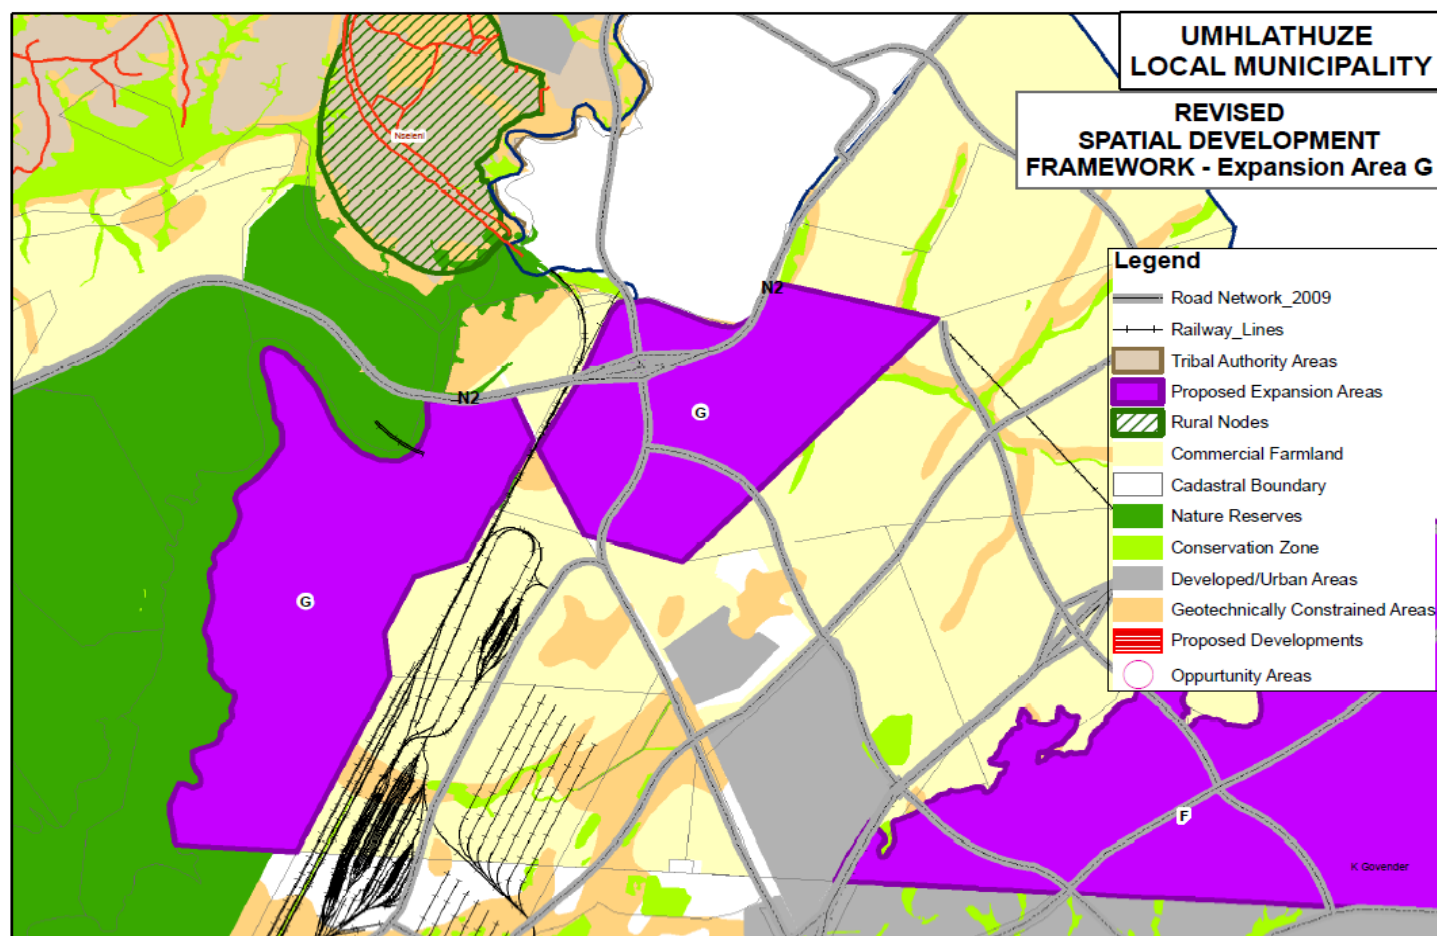 UMHLATHUZE
LOCAL MUNICIPALITY
REVISED
SPATIAL DEVELOPMENT
FRAMEWORK - Expansion Area G
Nseleni
N2
N2
G
G
F
K Govender
Legend
Road Network_2009
Railway_Lines
Tribal Authority Areas
Proposed Expansion Areas
Rural Nodes
Commercial Farmland
Cadastral Boundary
Nature Reserves
Conservation Zone
Developed/Urban Areas
Geotechnically Constrained Areas
Proposed Developments
Oppurtunity Areas